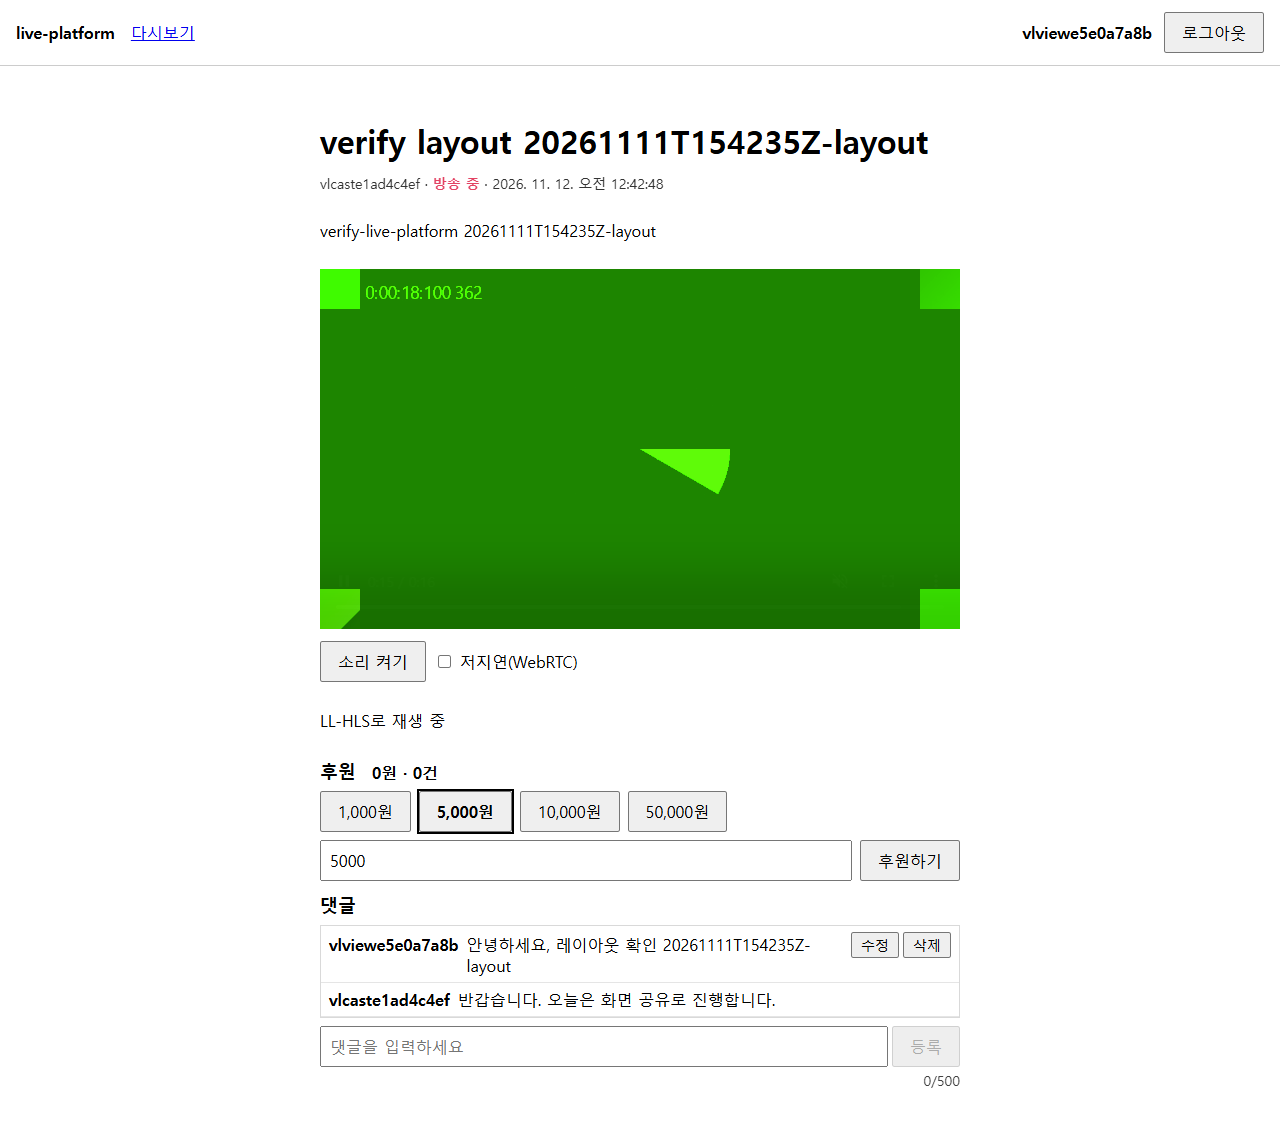 live-platform 다시보기 vlviewe5e0a7a8b 로그아웃
verify layout 20261111T154235Z-layout
vlcaste1ad4c4ef · 방송 중 · 2026. 11. 12. 오전 12:42:48
verify-live-platform 20261111T154235Z-layout
0:00:18:100 362
소리 켜기 저지연(WebRTC)
LL-HLS로 재생 중
후원 0원 · 0건
1,000원 5,000원 10,000원 50,000원
5000 후원하기
댓글
vlviewe5e0a7a8b 안녕하세요, 레이아웃 확인 20261111T154235Z- 수정 삭제
layout
vlcaste1ad4c4ef 반갑습니다. 오늘은 화면 공유로 진행합니다.
댓글을 입력하세요 등록
0/500